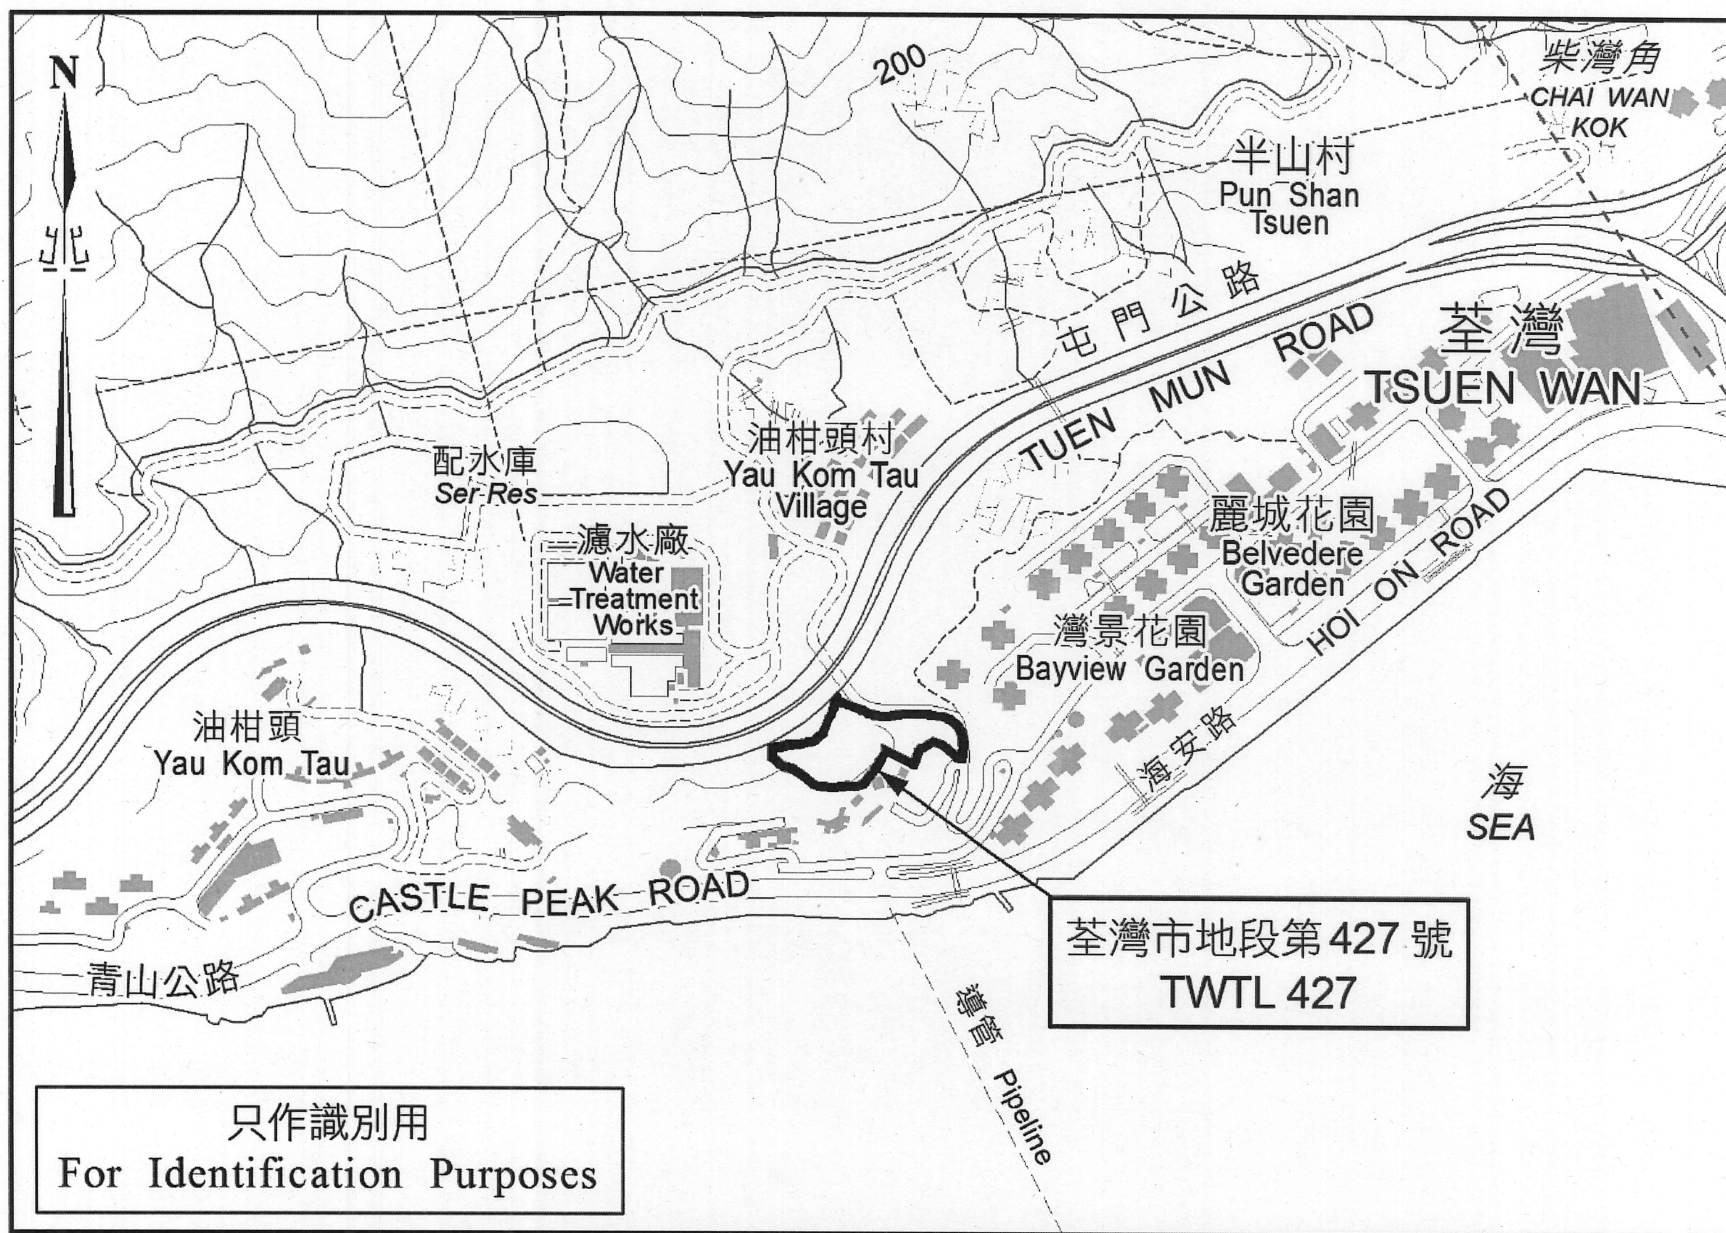 N
北
200
柴灣角
CHAI WAN
KOK
半山村
Pun Shan
Tsuen
屯門公路
TUEN MUN ROAD
荃灣
TSUEN WAN
油柑頭村
Yau Kom Tau
Village
配水庫
Ser Res
濾水廠
Water
Treatment
Works
麗城花園
Belvedere
Garden
灣景花園
Bayview Garden
HOI ON ROAD
海安路
油柑頭
Yau Kom Tau
海
SEA
CASTLE PEAK ROAD
青山公路
荃灣市地段第 427 號
TWTL 427
導管 Pipeline
只作識別用
For Identification Purposes